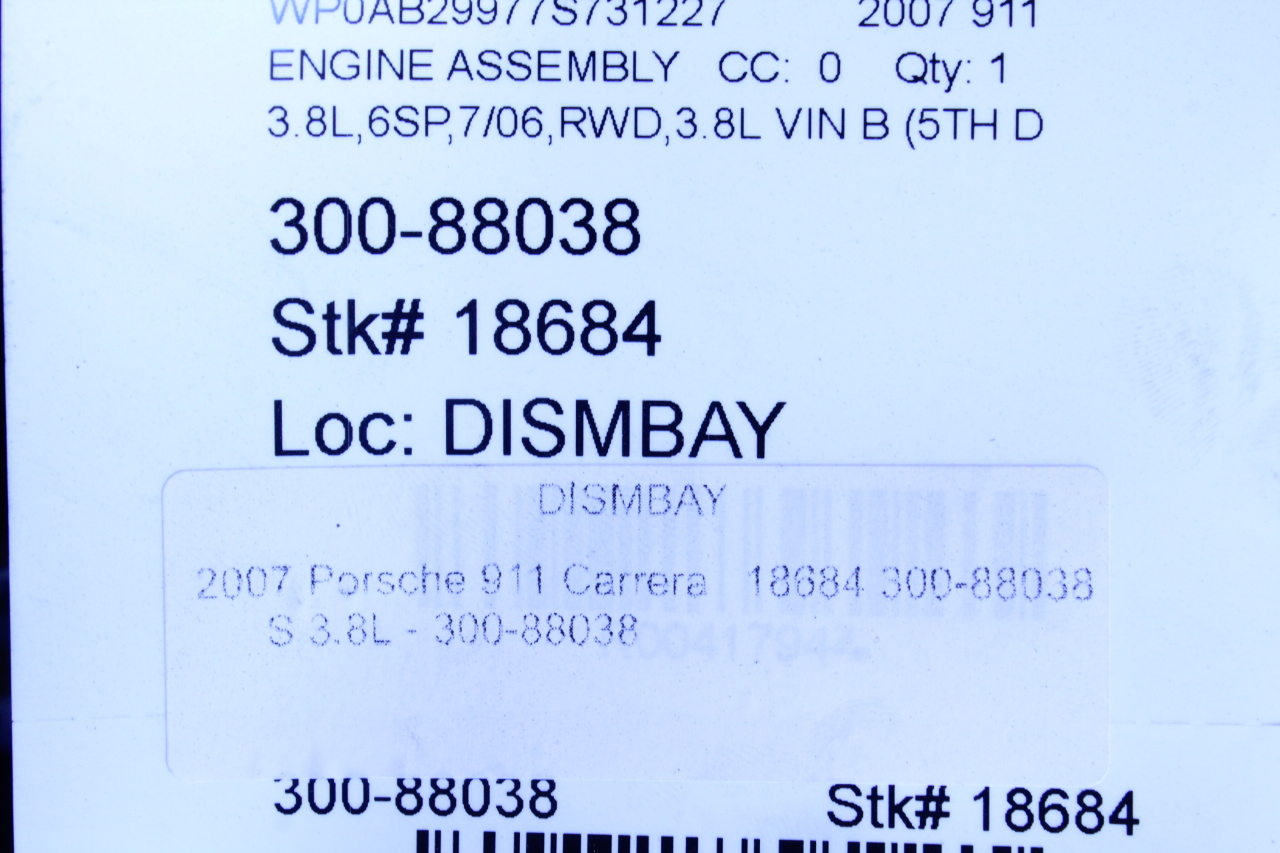 WP0AB29977S731227 2007 911
ENGINE ASSEMBLY CC: 0 Qty: 1
3.8L,6SP,7/06,RWD,3.8L VIN B (5TH D
300-88038
Stk# 18684
Loc: DISMBAY
DISMBAY
2007 Porsche 911 Carrera 18684 300-88038
S 3.8L - 300-88038
300-88038 Stk# 18684